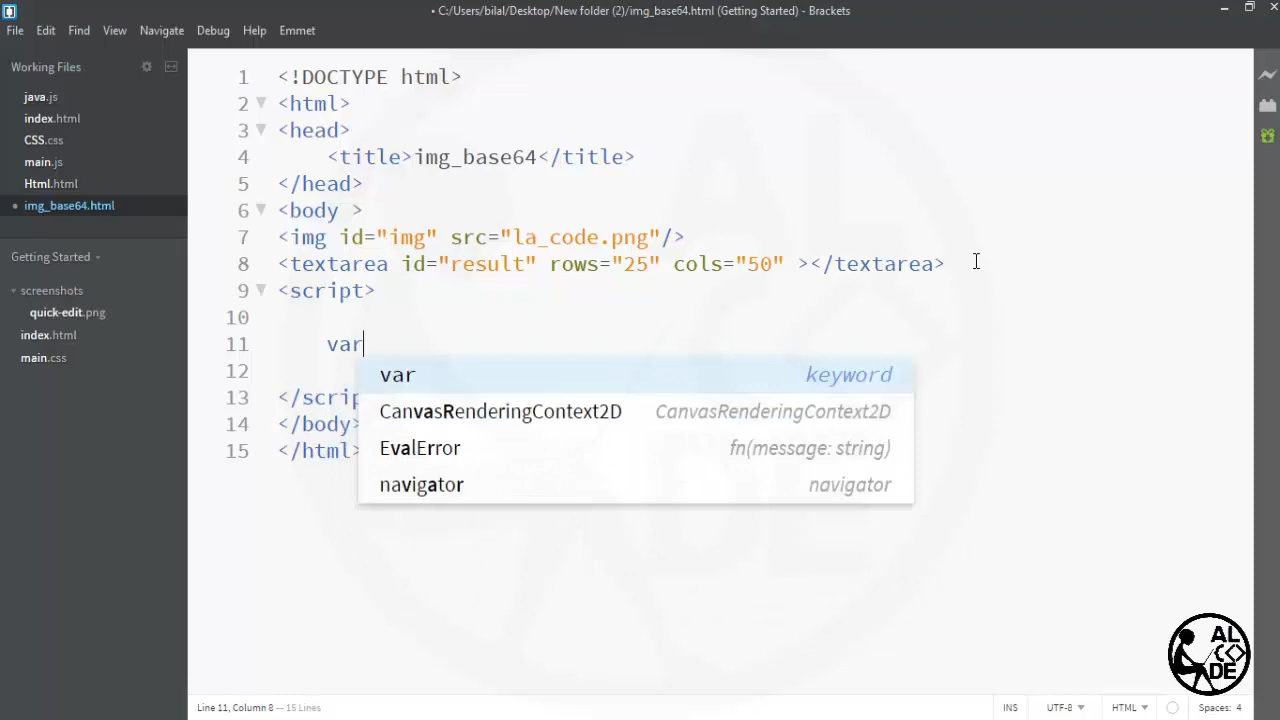 • C:/Users/bilal/Desktop/New folder (2)/img_base64.html (Getting Started) - Brackets
File Edit Find View Navigate Debug Help Emmet
Working Files
java.js
index.html
CSS.css
main.js
Html.html
• img_base64.html
Getting Started
screenshots
quick-edit.png
index.html
main.css
1 <!DOCTYPE html>
2 <html>
3 <head>
4 <title>img_base64</title>
5 </head>
6 <body >
7 <img id="img" src="la_code.png"/>
8 <textarea id="result" rows="25" cols="50" ></textarea>
9 <script>
10
11 var
12
13 </scrip
14 </body>
15 </html>
var keyword
CanvasRenderingContext2D CanvasRenderingContext2D
EvalError fn(message: string)
navigator navigator
AL
<>
DE
Line 11, Column 8 — 15 Lines
INS UTF-8 HTML Spaces: 4